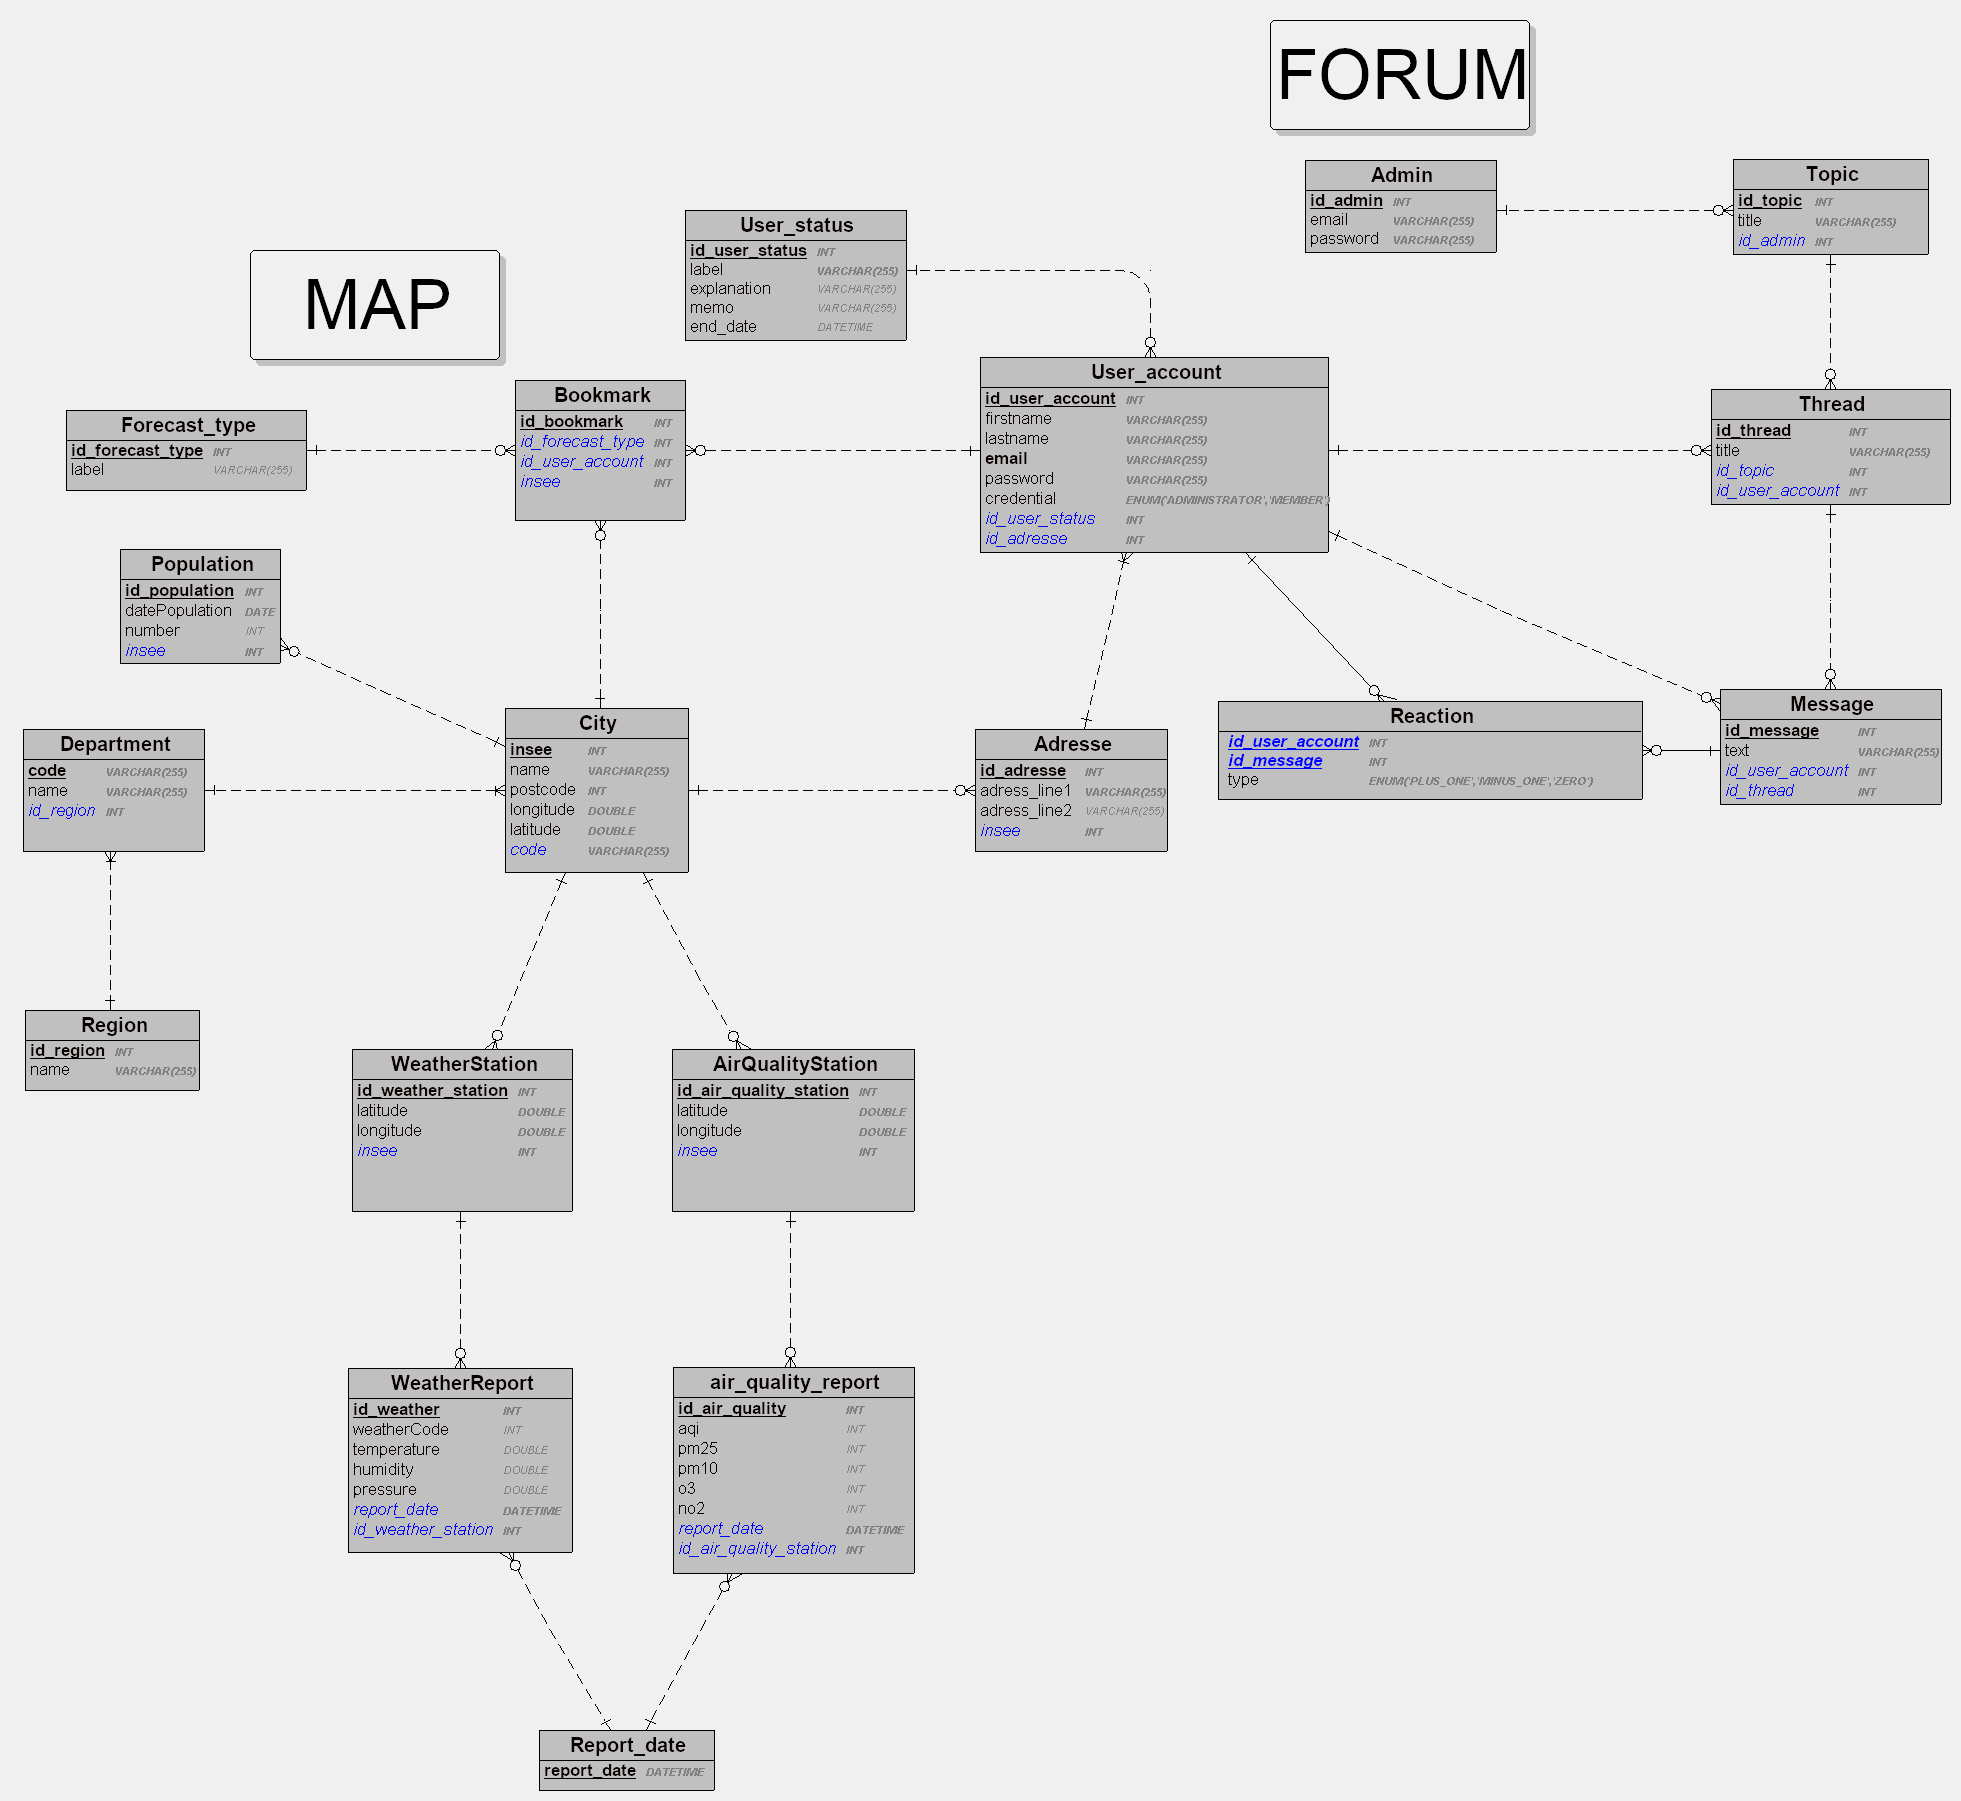 FORUM
MAP
Admin
id_admin INT
email VARCHAR(255)
password VARCHAR(255)
Topic
id_topic INT
title VARCHAR(255)
id_admin INT
User_status
id_user_status INT
label VARCHAR(255)
explanation VARCHAR(255)
memo VARCHAR(255)
end_date DATETIME
User_account
id_user_account INT
firstname VARCHAR(255)
lastname VARCHAR(255)
email VARCHAR(255)
password VARCHAR(255)
credential ENUM('ADMINISTRATOR','MEMBER')
id_user_status INT
id_adresse INT
Thread
id_thread INT
title VARCHAR(255)
id_topic INT
id_user_account INT
Forecast_type
id_forecast_type INT
label VARCHAR(255)
Bookmark
id_bookmark INT
id_forecast_type INT
id_user_account INT
insee INT
Population
id_population INT
datePopulation DATE
number INT
insee INT
Department
code VARCHAR(255)
name VARCHAR(255)
id_region INT
City
insee INT
name VARCHAR(255)
postcode INT
longitude DOUBLE
latitude DOUBLE
code VARCHAR(255)
Adresse
id_adresse INT
adress_line1 VARCHAR(255)
adress_line2 VARCHAR(255)
insee INT
Reaction
id_user_account INT
id_message INT
type ENUM('PLUS_ONE','MINUS_ONE','ZERO')
Message
id_message INT
text VARCHAR(255)
id_user_account INT
id_thread INT
Region
id_region INT
name VARCHAR(255)
WeatherStation
id_weather_station INT
latitude DOUBLE
longitude DOUBLE
insee INT
AirQualityStation
id_air_quality_station INT
latitude DOUBLE
longitude DOUBLE
insee INT
WeatherReport
id_weather INT
weatherCode INT
temperature DOUBLE
humidity DOUBLE
pressure DOUBLE
report_date DATETIME
id_weather_station INT
air_quality_report
id_air_quality INT
aqi INT
pm25 INT
pm10 INT
o3 INT
no2 INT
report_date DATETIME
id_air_quality_station INT
Report_date
report_date DATETIME